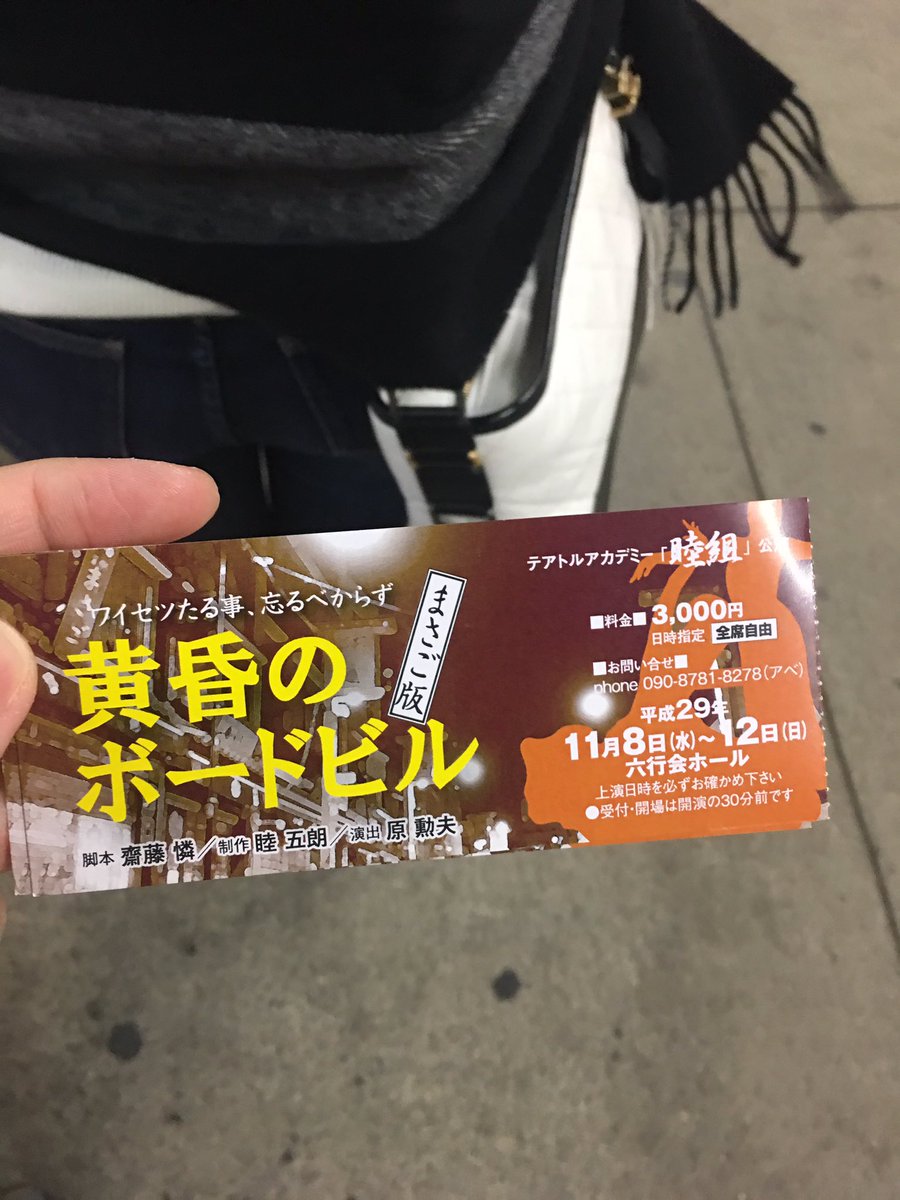 ワイセツたる事、忘るべからず
黄昏の
ボードビル
まさご版
脚本 齋藤 憐／制作 睦 五朗／演出 原 勲夫
テアトルアカデミー「睦組」公
■料金■ 3,000円
日時指定 全席自由
■お問い合せ■
phone 090-8781-8278（アベ）
平成29年
11月8日（水）〜12日（日）
六行会ホール
上演日時を必ずお確かめ下さい
●受付・開場は開演の30分前です